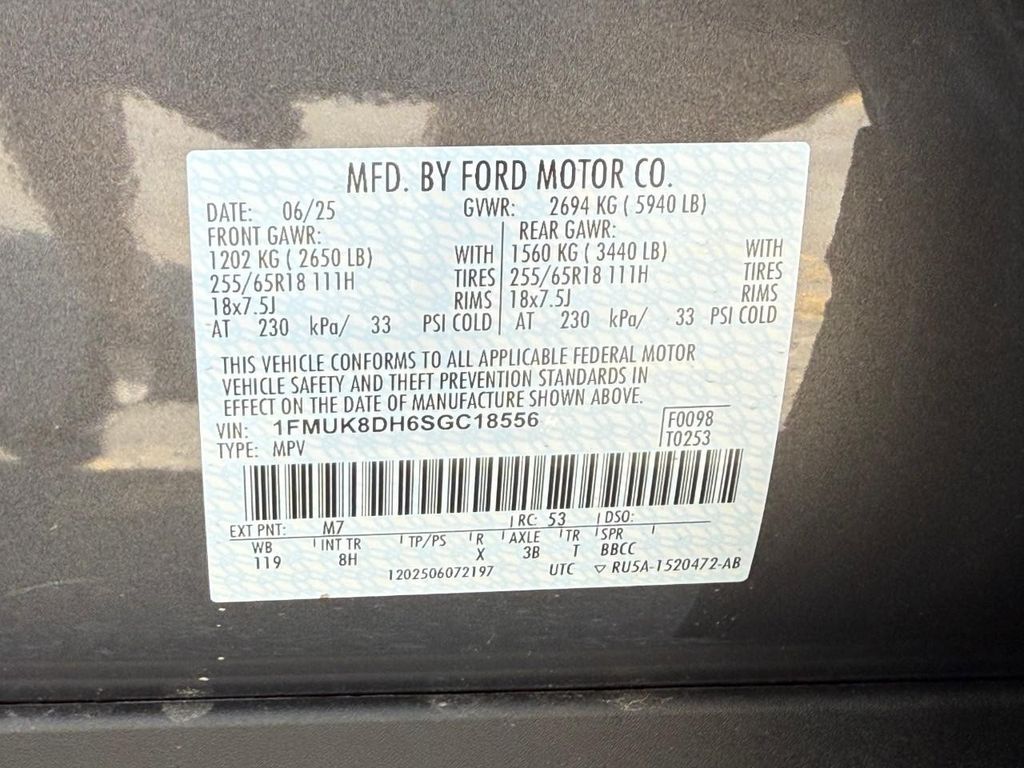 MFD. BY FORD MOTOR CO.
DATE: 06/25 GVWR: 2694 KG ( 5940 LB)
FRONT GAWR: REAR GAWR:
1202 KG ( 2650 LB) WITH 1560 KG ( 3440 LB) WITH
255/65R18 111H TIRES 255/65R18 111H TIRES
18x7.5J RIMS 18x7.5J RIMS
AT 230 kPa/ 33 PSI COLD AT 230 kPa/ 33 PSI COLD
THIS VEHICLE CONFORMS TO ALL APPLICABLE FEDERAL MOTOR
VEHICLE SAFETY AND THEFT PREVENTION STANDARDS IN
EFFECT ON THE DATE OF MANUFACTURE SHOWN ABOVE.
VIN: 1FMUK8DH6SGC18556 F0098
TYPE: MPV T0253
EXT PNT: M7 RC: 53 DSO:
WB INT TR TP/PS R AXLE TR SPR
119 8H X 3B T BBCC
1202506072197 UTC ▽ RU5A-1520472-AB